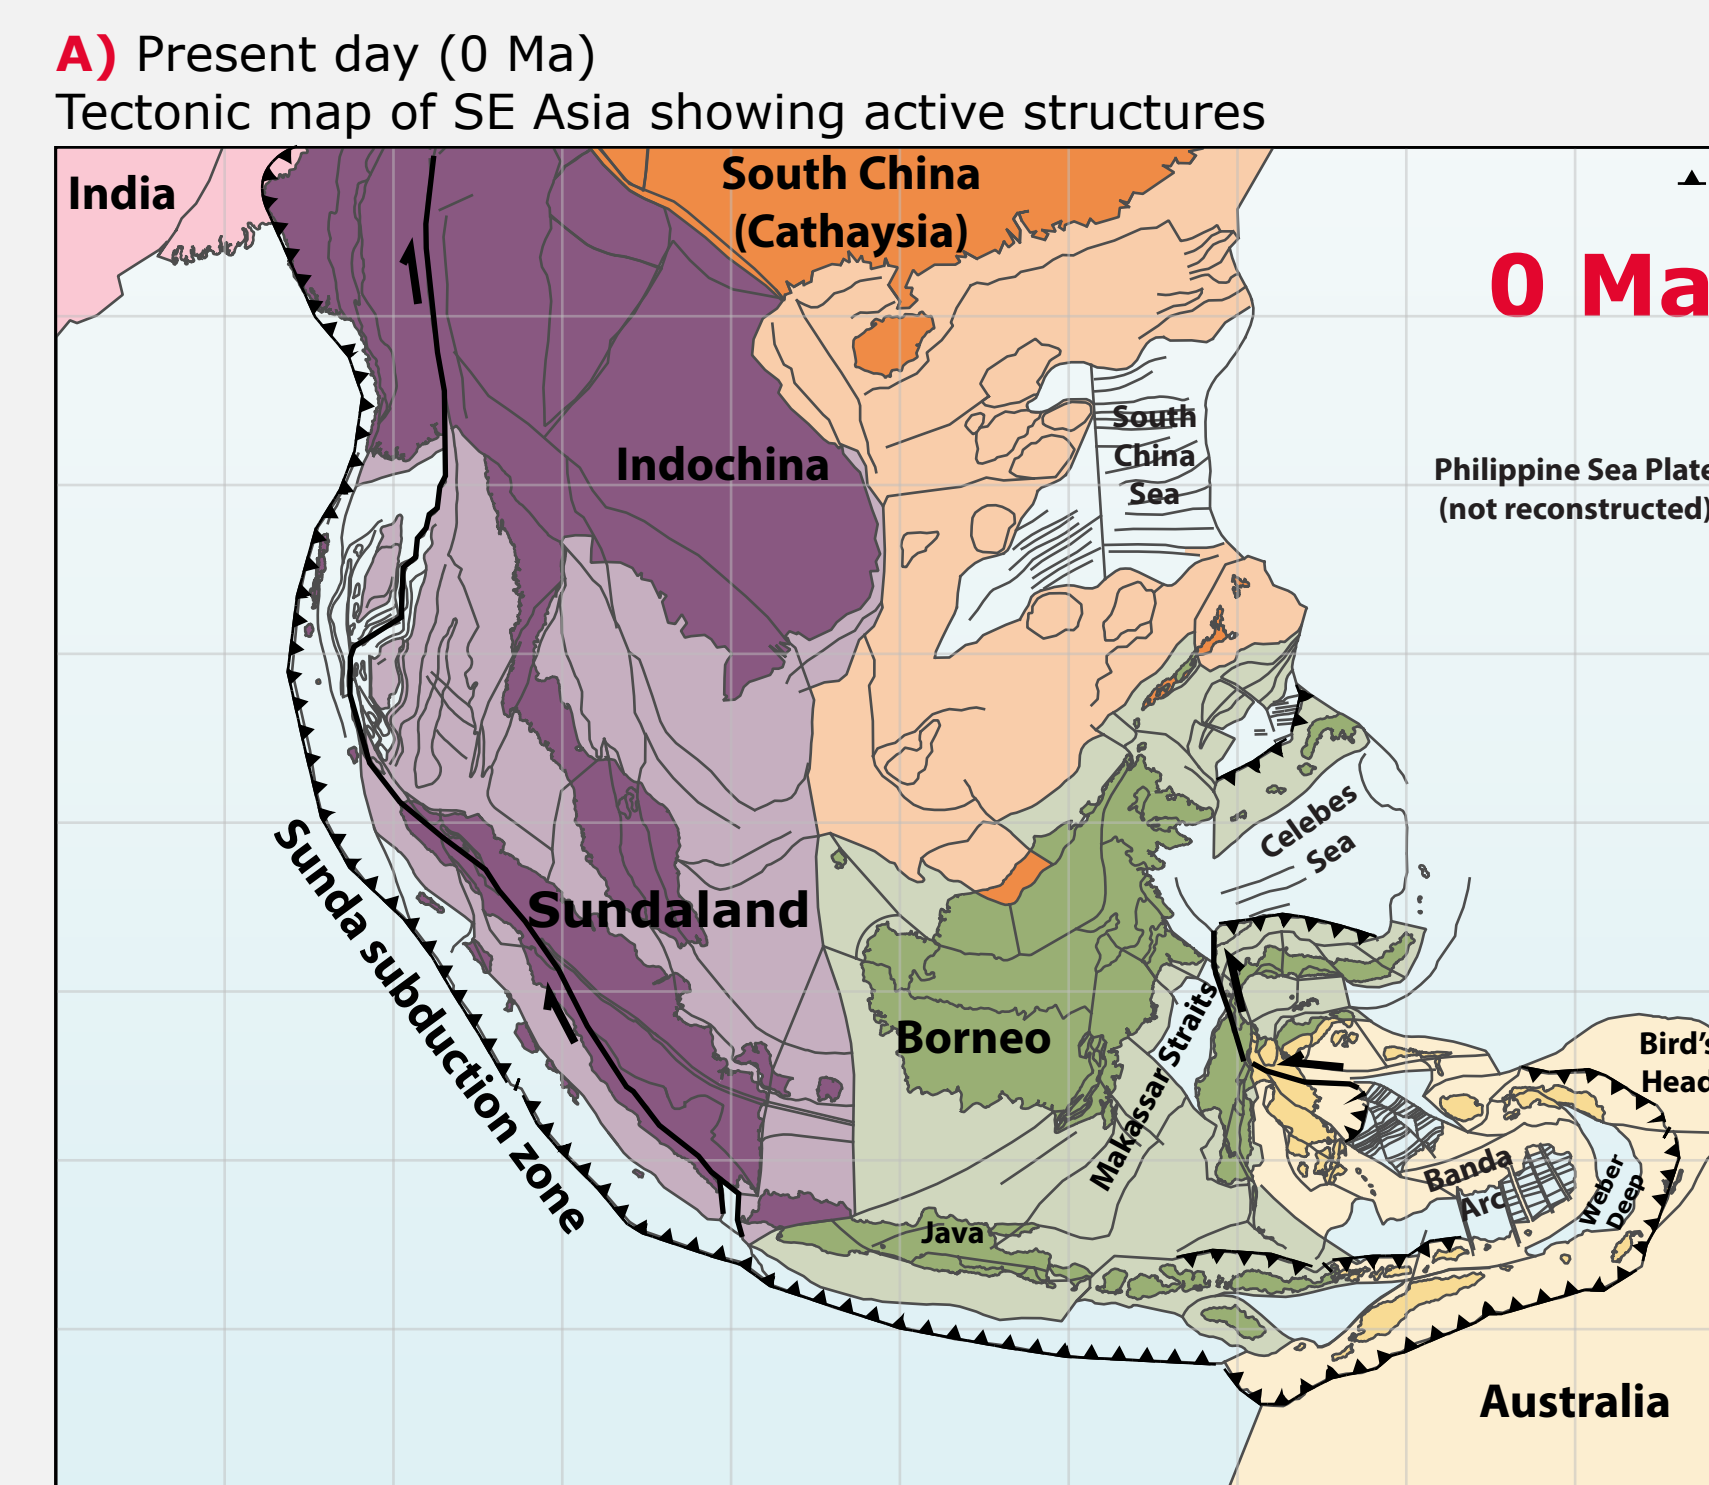 A) Present day (0 Ma)
Tectonic map of SE Asia showing active structures
India
South China
(Cathaysia)
0 Ma
South
China
Sea
Philippine Sea Plate
(not reconstructed)
Indochina
Celebes
Sea
Sundaland
Sunda subduction zone
Borneo
Makassar Straits
Bird's
Head
Banda
Arc
Weber
Deep
Java
Australia